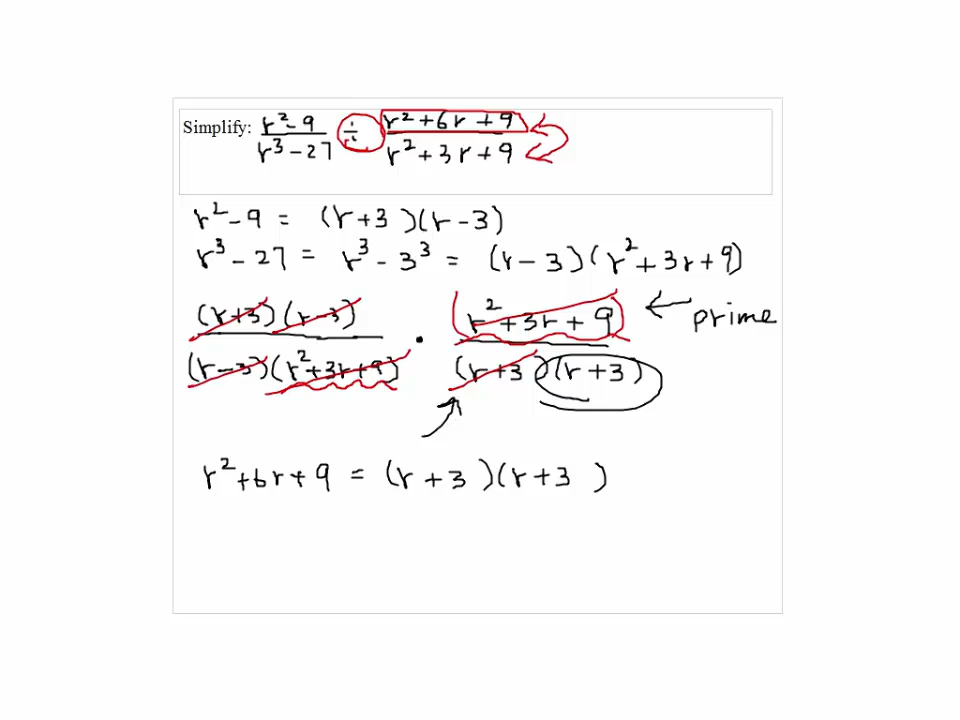 Simplify: r²-9 / r³-27 ÷ r²+6r+9 / r²+3r+9
r²-9 = (r+3)(r-3)
r³-27 = r³-3³ = (r-3)(r²+3r+9)
(r+3)(r-3) / (r-3)(r²+3r+9) · r²+3r+9 / (r+3)(r+3) ← prime
r²+6r+9 = (r+3)(r+3)